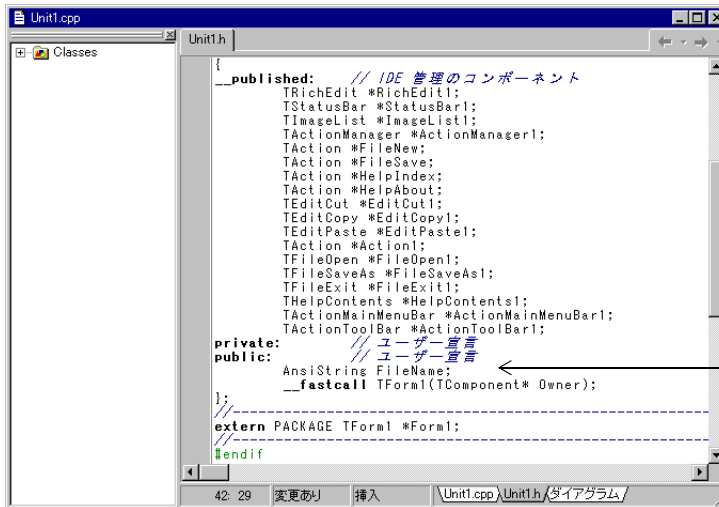 Unit1.cpp
Classes
Unit1.h
{
__published:     // IDE 管理のコンポーネント
TRichEdit *RichEdit1;
TStatusBar *StatusBar1;
TImageList *ImageList1;
TActionManager *ActionManager1;
TAction *FileNew;
TAction *FileSave;
TAction *HelpIndex;
TAction *HelpAbout;
TEditCut *EditCut1;
TEditCopy *EditCopy1;
TEditPaste *EditPaste1;
TAction *Action1;
TFileOpen *FileOpen1;
TFileSaveAs *FileSaveAs1;
TFileExit *FileExit1;
THelpContents *HelpContents1;
TActionMainMenuBar *ActionMainMenuBar1;
TActionToolBar *ActionToolBar1;
private:        // ユーザー宣言
public:         // ユーザー宣言
AnsiString FileName;
__fastcall TForm1(TComponent* Owner);
};
//---------------------------------------------------------
extern PACKAGE TForm1 *Form1;
//---------------------------------------------------------
#endif
42: 29 変更あり 挿入 \Unit1.cpp\Unit1.h/ダイアグラム/